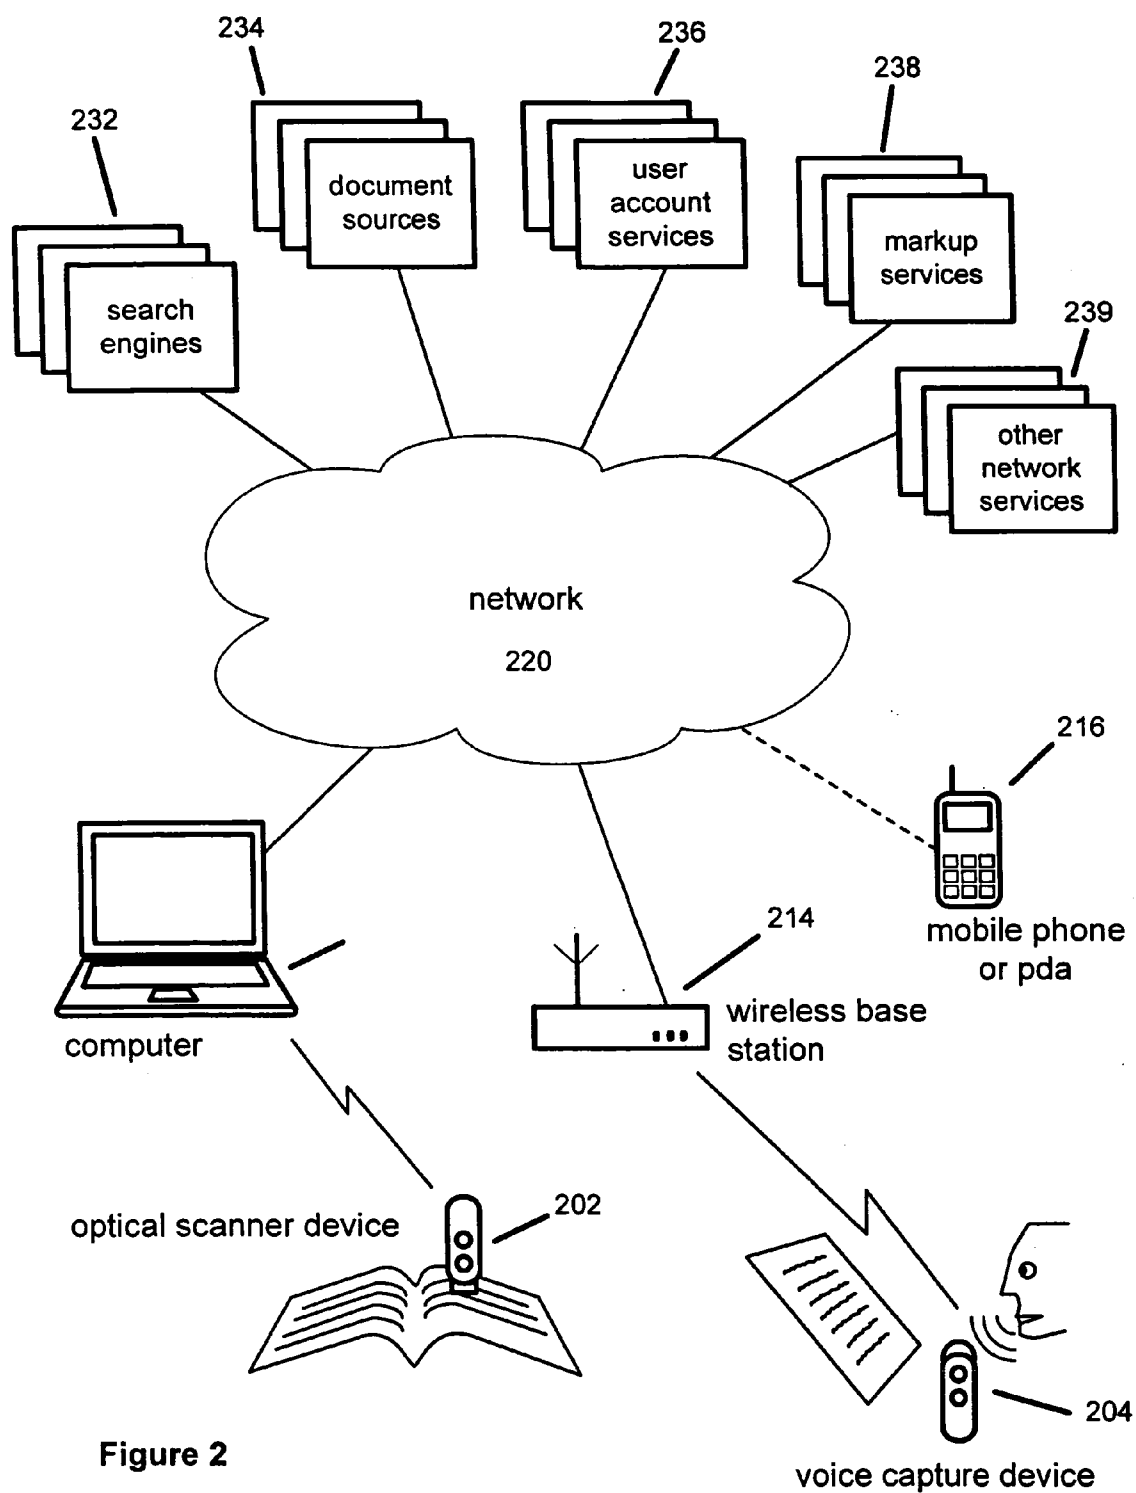 234
236
238
232
document
sources
user
account
services
markup
services
search
engines
239
other
network
services
network
220
216
mobile phone
or pda
214
wireless base
station
computer
202
optical scanner device
204
Figure 2
voice capture device